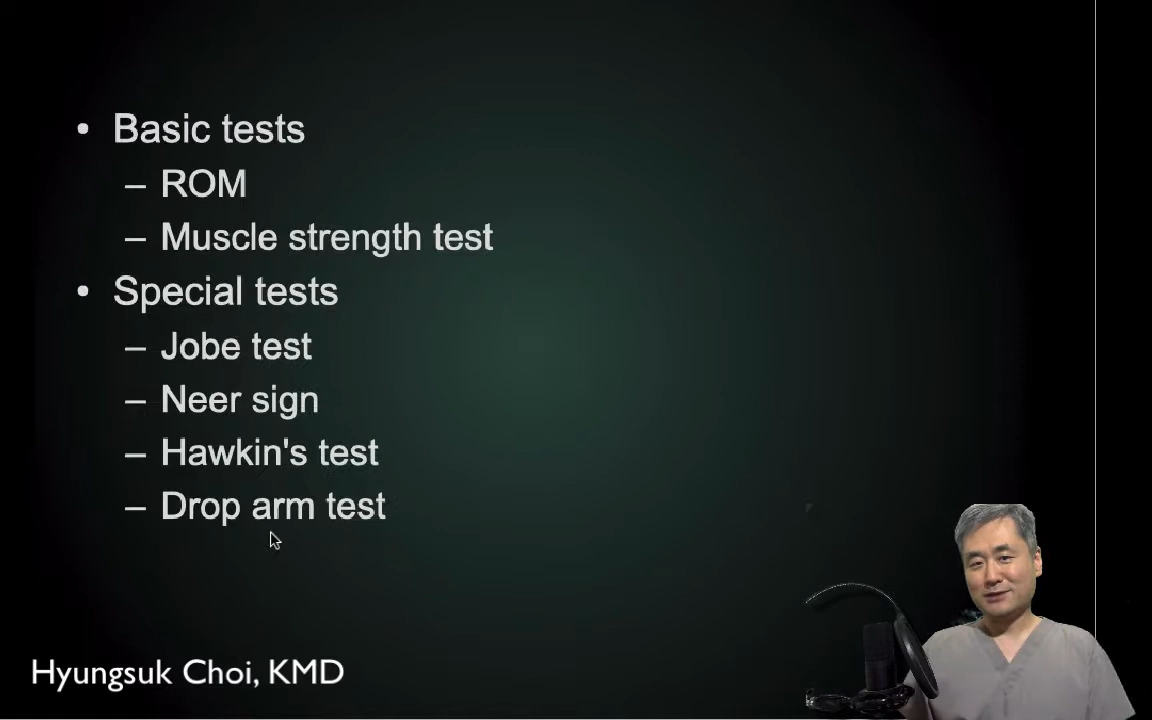 • Basic tests
– ROM
– Muscle strength test
• Special tests
– Jobe test
– Neer sign
– Hawkin's test
– Drop arm test
Hyungsuk Choi, KMD